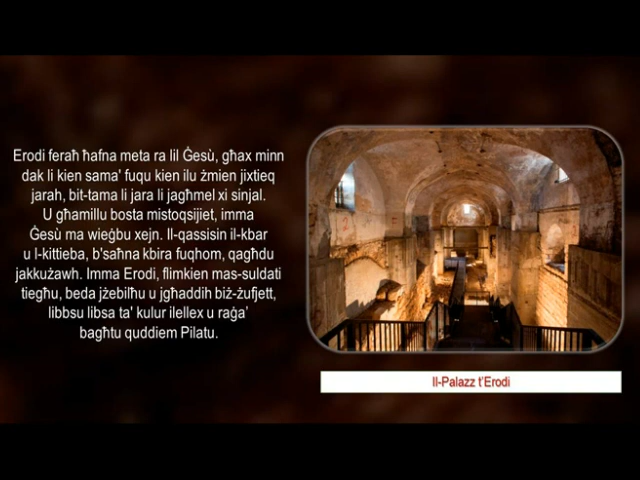 Erodi feraħ ħafna meta ra lil Ġesù, għax minn
dak li kien sama' fuqu kien ilu żmien jixtieq
jarah, bit-tama li jara li jagħmel xi sinjal.
U għamillu bosta mistoqsijiet, imma
Ġesù ma wieġbu xejn. Il-qassisin il-kbar
u l-kittieba, b'saħna kbira fuqhom, qagħdu
jakkużawh. Imma Erodi, flimkien mas-suldati
tiegħu, beda jżebilħu u jgħaddih biż-żufjett,
libbsu libsa ta' kulur ilellex u raġa'
bagħtu quddiem Pilatu.
Il-Palazz t'Erodi